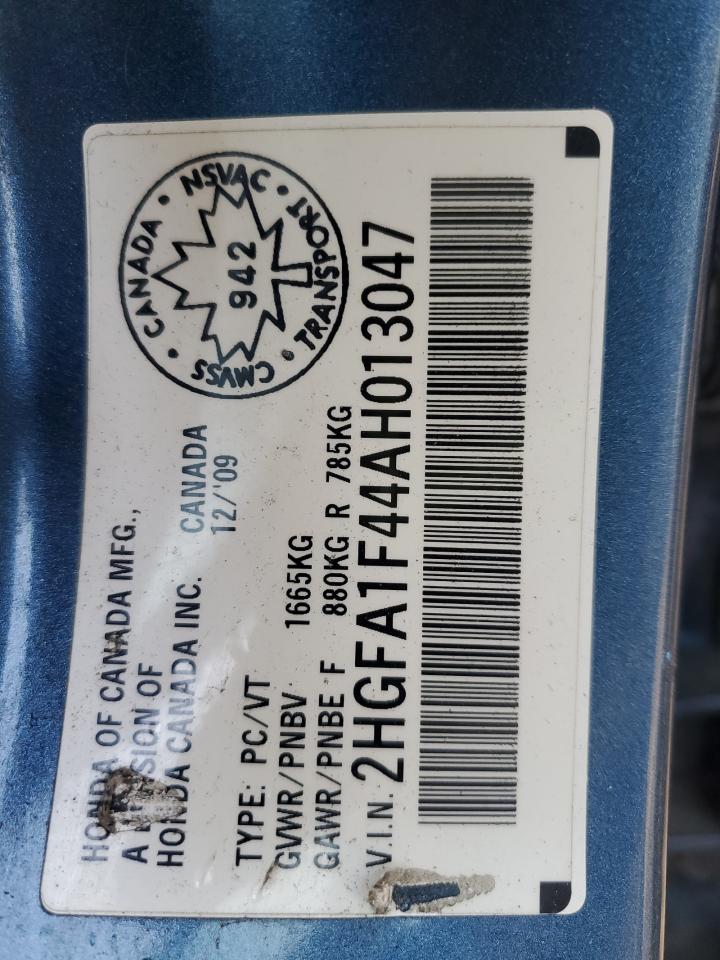 HONDA OF CANADA MFG.,
A DIVISION OF
HONDA CANADA INC.
CANADA
12/'09
TYPE: PC/VT
GVWR/PNBV 1665KG
GAWR/PNBE F 880KG R 785KG
V.I.N. 2HGFA1F44AH013047
CANADA • NSVAC • TRANSPORT • CMVSS •
942